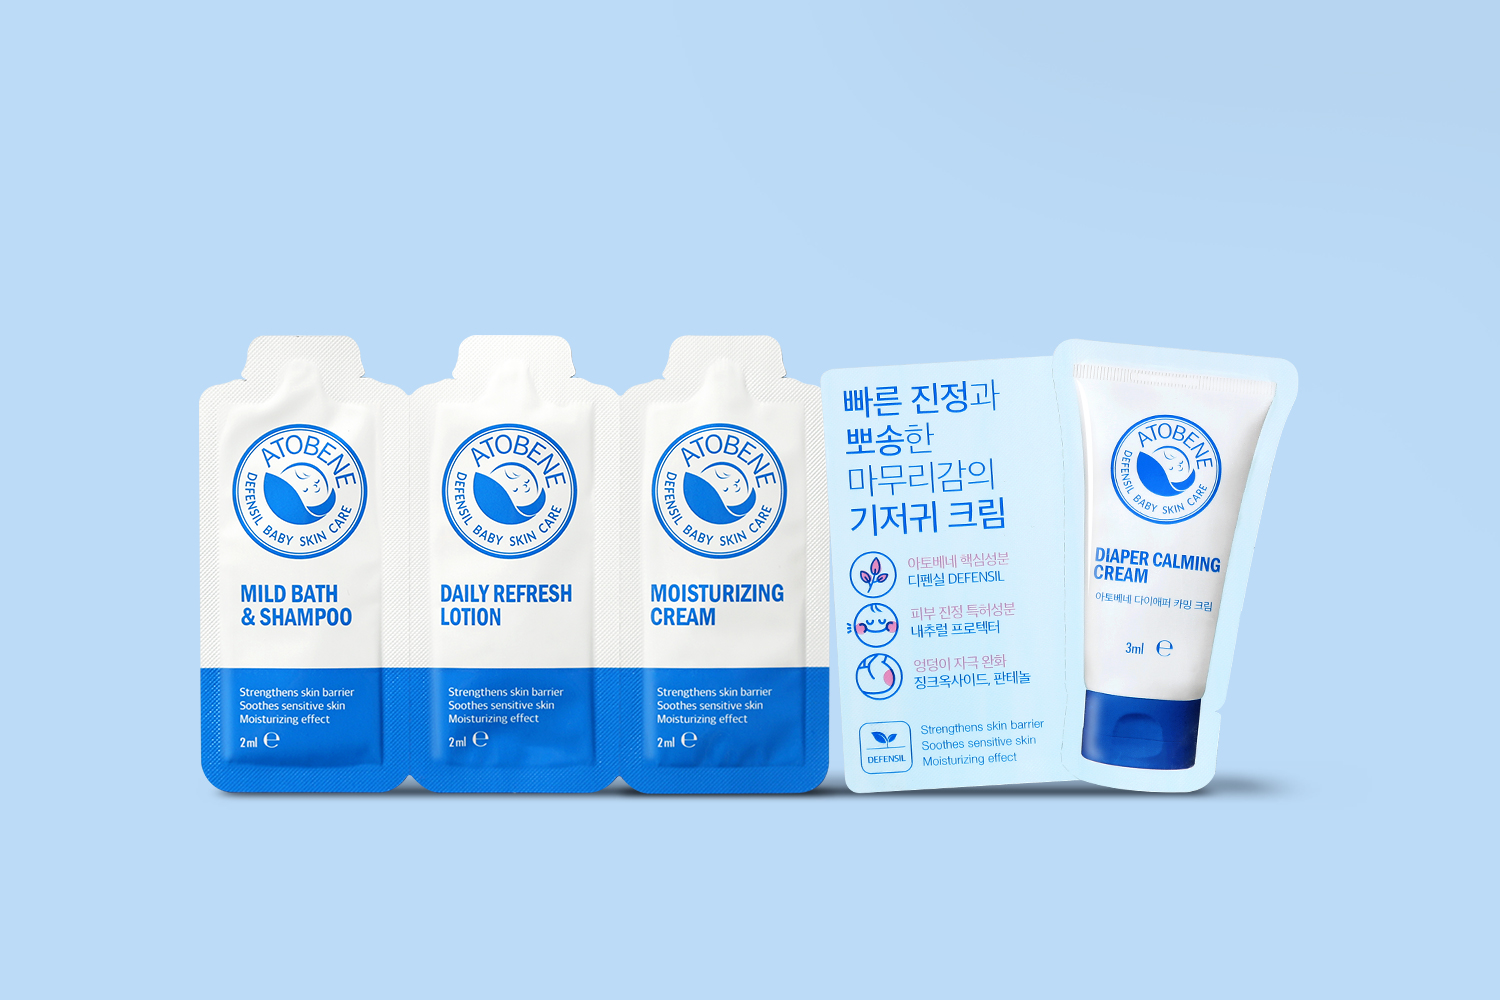 ATOBENE
DEFENSIL BABY SKIN CARE
MILD BATH
& SHAMPOO
Strengthens skin barrier
Soothes sensitive skin
Moisturizing effect
2ml ℮
ATOBENE
DEFENSIL BABY SKIN CARE
DAILY REFRESH
LOTION
Strengthens skin barrier
Soothes sensitive skin
Moisturizing effect
2ml ℮
ATOBENE
DEFENSIL BABY SKIN CARE
MOISTURIZING
CREAM
Strengthens skin barrier
Soothes sensitive skin
Moisturizing effect
2ml ℮
빠른 진정과
뽀송한
마무리감의
기저귀 크림
아토베네 핵심성분
디펜실 DEFENSIL
피부 진정 특허성분
내추럴 프로텍터
엉덩이 자극 완화
징크옥사이드, 판테놀
DEFENSIL
Strengthens skin barrier
Soothes sensitive skin
Moisturizing effect
ATOBENE
DEFENSIL BABY SKIN CARE
DIAPER CALMING
CREAM
아토베네 다이애퍼 카밍 크림
3ml ℮